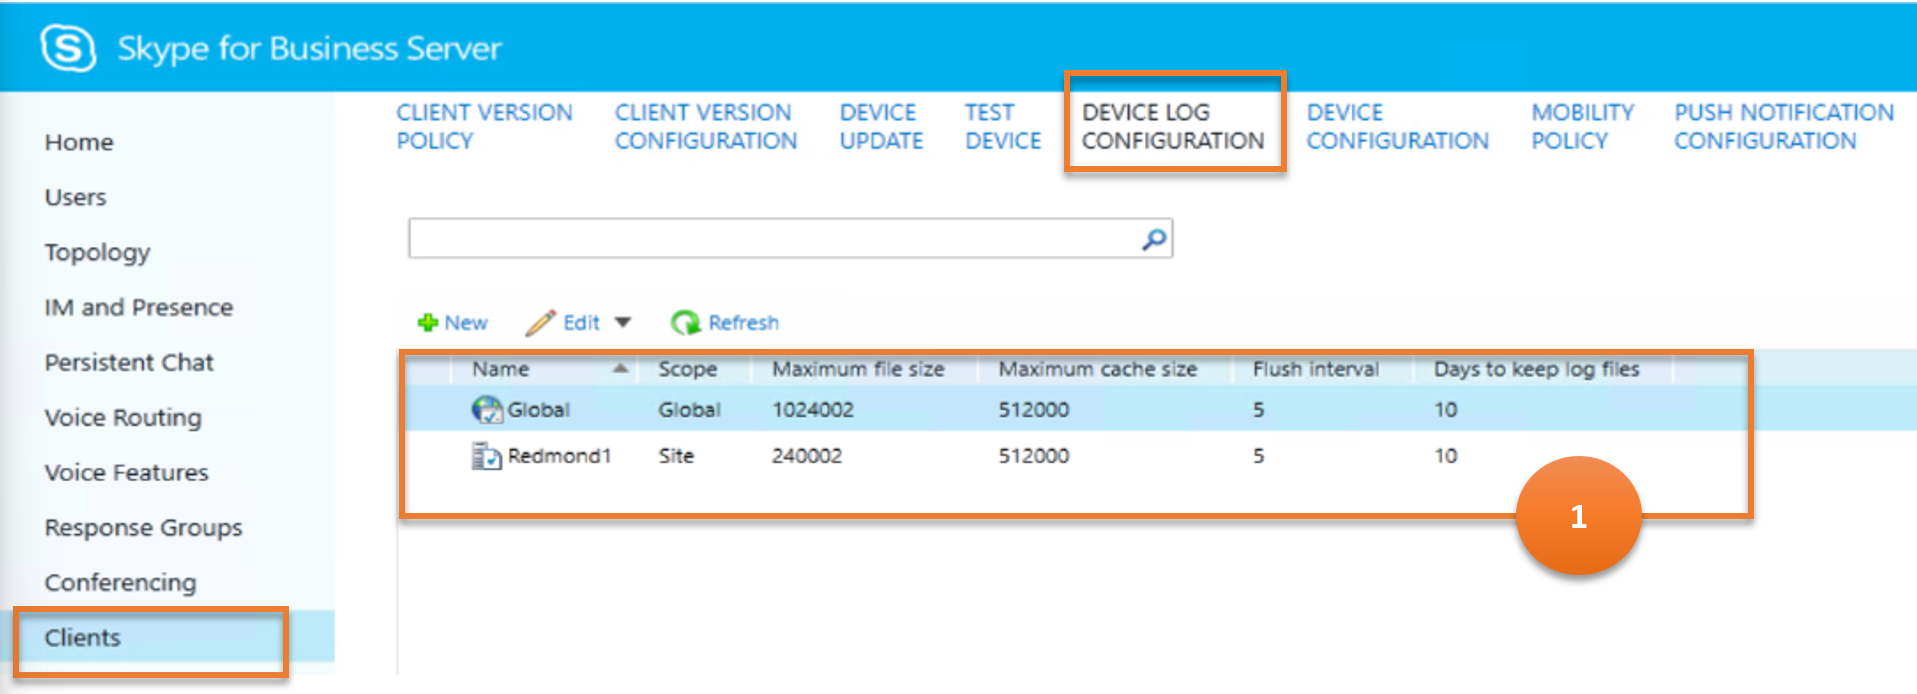 Skype for Business Server
CLIENT VERSION POLICY
CLIENT VERSION CONFIGURATION
DEVICE UPDATE
TEST DEVICE
DEVICE LOG CONFIGURATION
DEVICE CONFIGURATION
MOBILITY POLICY
PUSH NOTIFICATION CONFIGURATION
Home
Users
Topology
IM and Presence
Persistent Chat
Voice Routing
Voice Features
Response Groups
Conferencing
Clients
New Edit Refresh
Name Scope Maximum file size Maximum cache size Flush interval Days to keep log files
Global Global 1024002 512000 5 10
Redmond1 Site 240002 512000 5 10
1